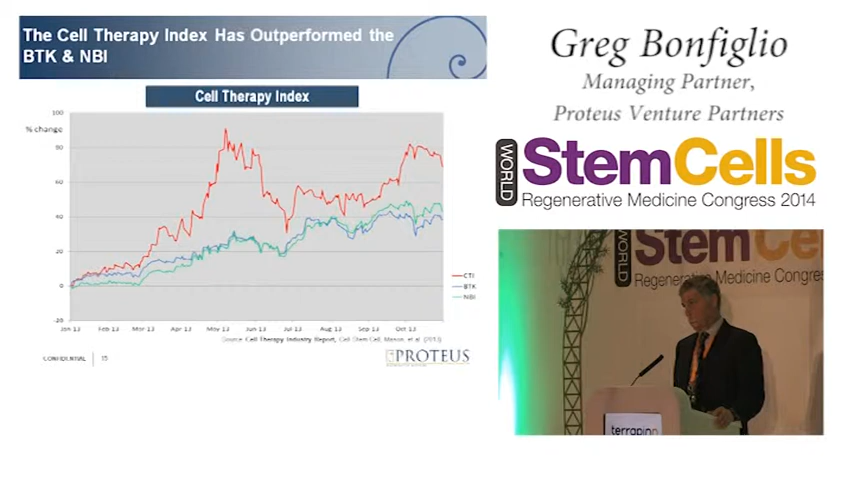 The Cell Therapy Index Has Outperformed the
BTK & NBI
Cell Therapy Index
% change
100
80
60
40
20
0
-20
Jan 13 Feb 13 Mar 13 Apr 13 May 13 Jun 13 Jul 13 Aug 13 Sep 13 Oct 13
CTI
BTK
NBI
Source: Cell Therapy Industry Report, Cell Stem Cell, Mason, et al (2013)
CONFIDENTIAL 15
PROTEUS
Greg Bonfiglio
Managing Partner,
Proteus Venture Partners
WORLD
StemCells
Regenerative Medicine Congress 2014
WORLD
StemCe
Regenerative Medicine Congress
terrapinn